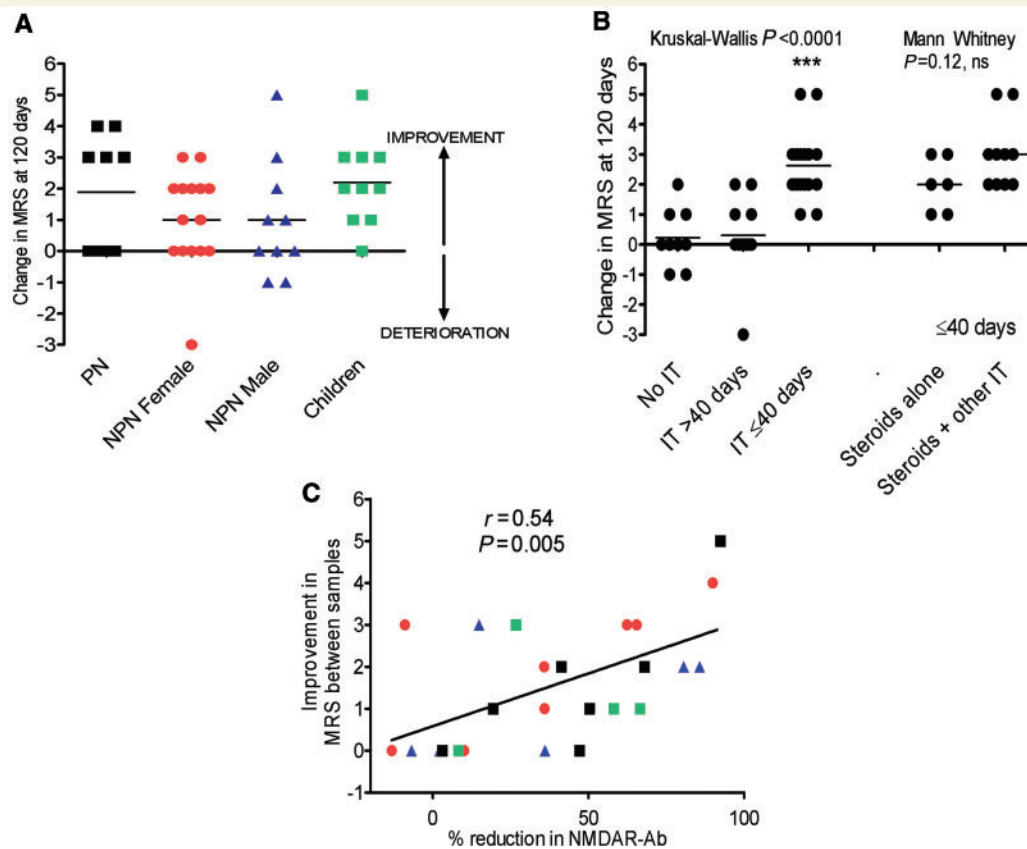 A
Change in MRS at 120 days
6
5
4
3
2
1
0
-1
-2
-3
IMPROVEMENT
DETERIORATION
PN
NPN Female
NPN Male
Children
B
Kruskal-Wallis P <0.0001
***
Mann Whitney
P=0.12, ns
Change in MRS at 120 days
6
5
4
3
2
1
0
-1
-2
-3
≤40 days
No IT
IT >40 days
IT ≤40 days
Steroids alone
Steroids + other IT
C
r=0.54
P=0.005
Improvement in
MRS between samples
6
5
4
3
2
1
0
-1
0
50
100
% reduction in NMDAR-Ab